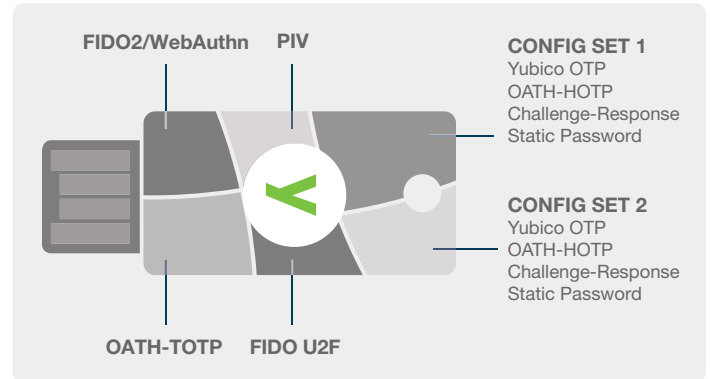 FIDO2/WebAuthn PIV
CONFIG SET 1
Yubico OTP
OATH-HOTP
Challenge-Response
Static Password
CONFIG SET 2
Yubico OTP
OATH-HOTP
Challenge-Response
Static Password
OATH-TOTP FIDO U2F